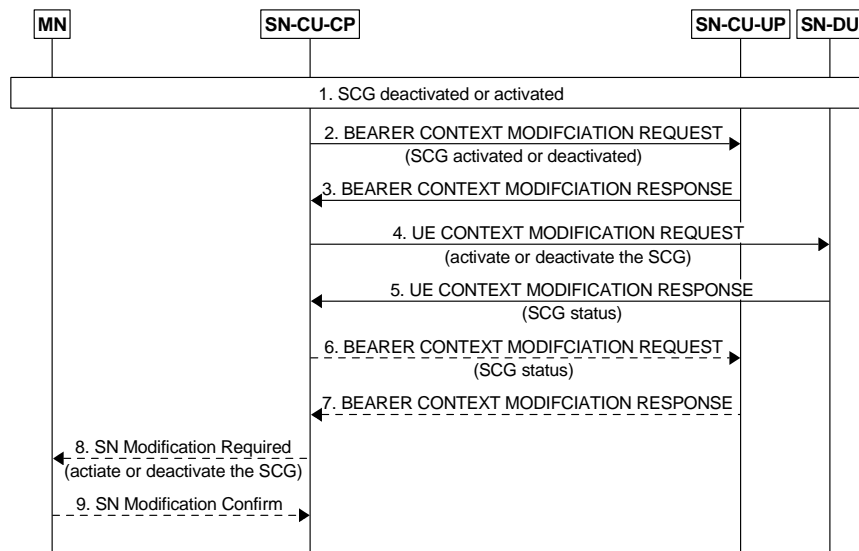 MN
SN-CU-CP
SN-CU-UP
SN-DU
1. SCG deactivated or activated
2. BEARER CONTEXT MODIFCIATION REQUEST
(SCG activated or deactivated)
3. BEARER CONTEXT MODIFCIATION RESPONSE
4. UE CONTEXT MODIFICATION REQUEST
(activate or deactivate the SCG)
5. UE CONTEXT MODIFICATION RESPONSE
(SCG status)
6. BEARER CONTEXT MODIFCIATION REQUEST
(SCG status)
7. BEARER CONTEXT MODIFCIATION RESPONSE
8. SN Modification Required
(actiate or deactivate the SCG)
9. SN Modification Confirm